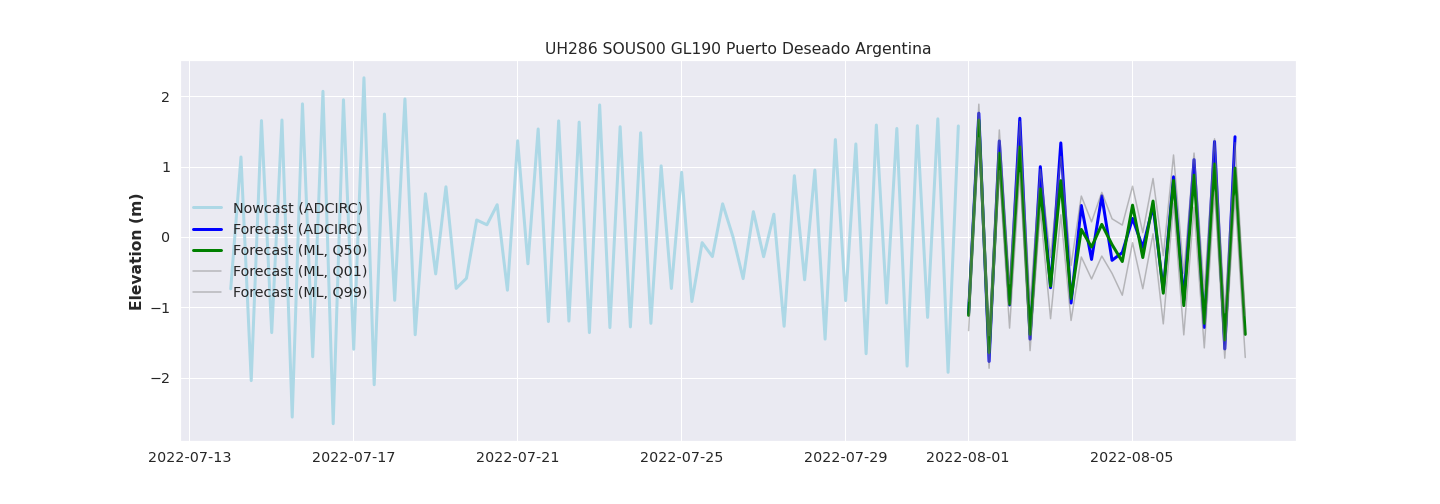 UH286 SOUS00 GL190 Puerto Deseado Argentina
Elevation (m)
2
1
0
−1
−2
Nowcast (ADCIRC)
Forecast (ADCIRC)
Forecast (ML, Q50)
Forecast (ML, Q01)
Forecast (ML, Q99)
2022-07-13 2022-07-17 2022-07-21 2022-07-25 2022-07-29 2022-08-01 2022-08-05